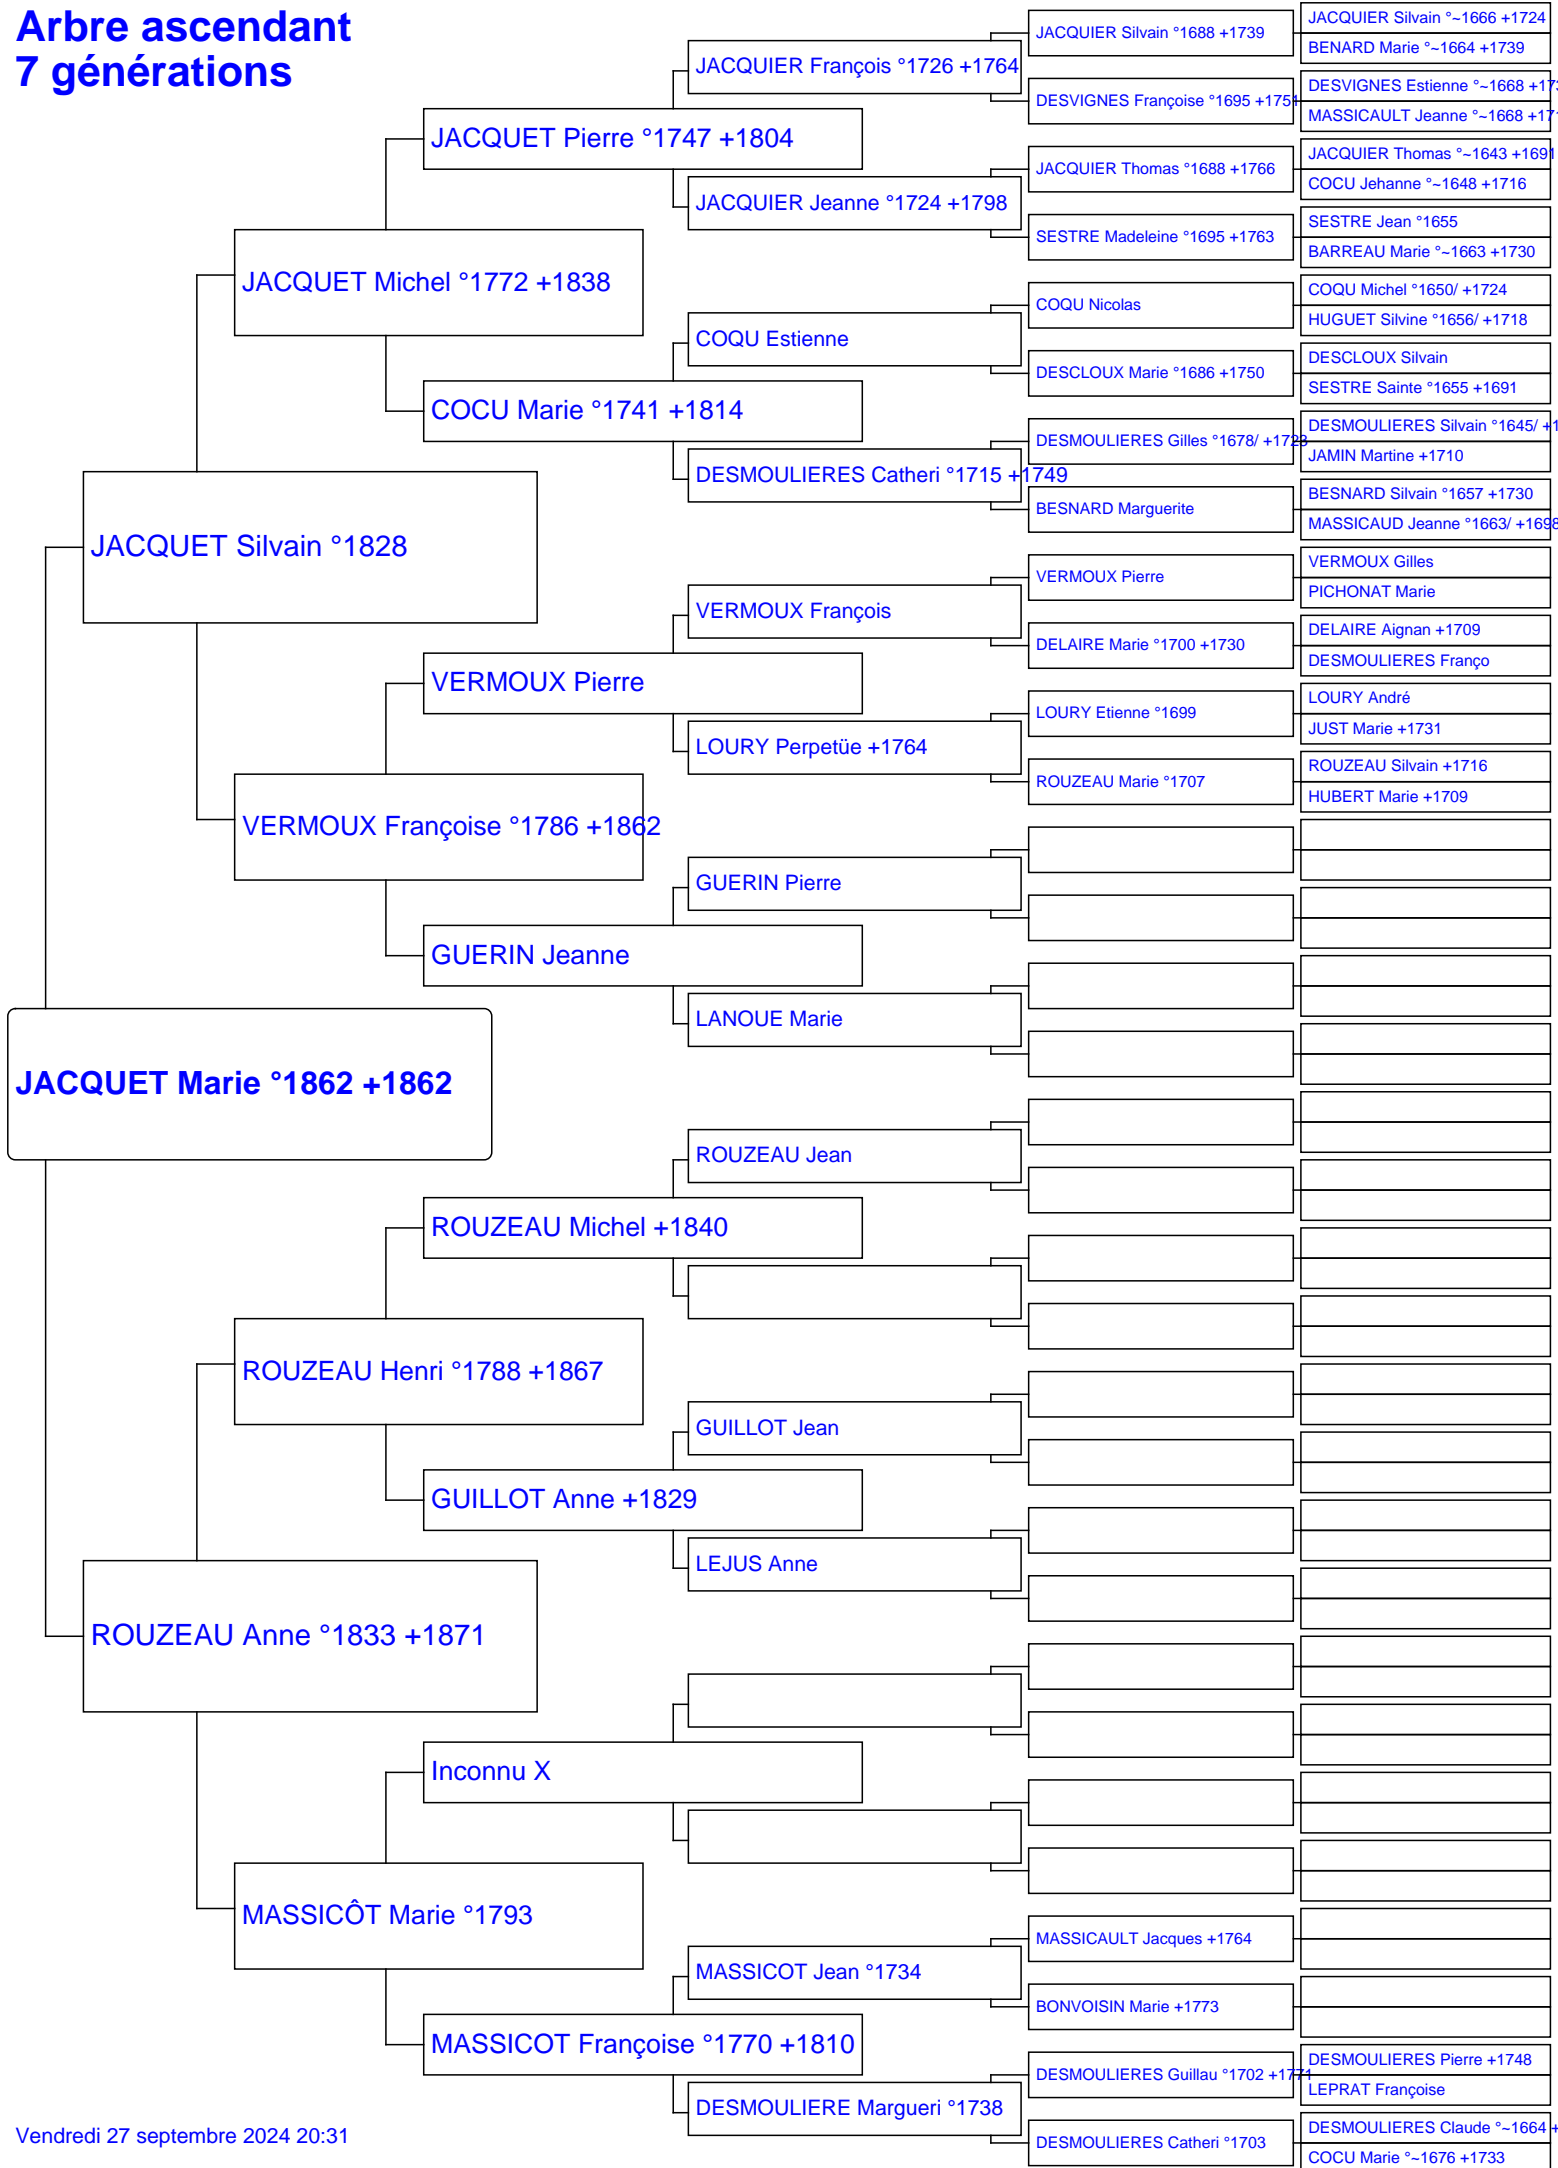 Arbre ascendant
7 générations
JACQUIER Silvain °~1666 +1724
JACQUIER Silvain °1688 +1739
BENARD Marie °~1664 +1739
JACQUIER François °1726 +1764
DESVIGNES Estienne °~1668
DESVIGNES Françoise °1695 +1751
MASSICAULT Jeanne °~1668
JACQUET Pierre °1747 +1804
JACQUIER Thomas °~1643 +1691
JACQUIER Thomas °1688 +1766
COCU Jehanne °~1648 +1716
JACQUIER Jeanne °1724 +1798
SESTRE Jean °1655
SESTRE Madeleine °1695 +1763
BARREAU Marie °~1663 +1730
JACQUET Michel °1772 +1838
COQU Michel °1650/ +1724
COQU Nicolas
HUGUET Silvine °1656/ +1718
COQU Estienne
DESCLOUX Silvain
DESCLOUX Marie °1686 +1750
SESTRE Sainte °1655 +1691
COCU Marie °1741 +1814
DESMOULIERES Silvain °1645/
DESMOULIERES Gilles °1678/ +1723
JAMIN Martine +1710
DESMOULIERES Catheri °1715 +1749
BESNARD Silvain °1657 +1730
BESNARD Marguerite
MASSICAUD Jeanne °1663/ +1698
JACQUET Silvain °1828
VERMOUX Gilles
VERMOUX Pierre
PICHONAT Marie
VERMOUX François
DELAIRE Aignan +1709
DELAIRE Marie °1700 +1730
DESMOULIERES Franço
VERMOUX Pierre
LOURY André
LOURY Etienne °1699
JUST Marie +1731
LOURY Perpetüe +1764
ROUZEAU Silvain +1716
ROUZEAU Marie °1707
HUBERT Marie +1709
VERMOUX Françoise °1786 +1862
GUERIN Pierre
GUERIN Jeanne
LANOUE Marie
JACQUET Marie °1862 +1862
ROUZEAU Jean
ROUZEAU Michel +1840
ROUZEAU Henri °1788 +1867
GUILLOT Jean
GUILLOT Anne +1829
LEJUS Anne
ROUZEAU Anne °1833 +1871
Inconnu X
MASSICÔT Marie °1793
MASSICAULT Jacques +1764
MASSICOT Jean °1734
BONVOISIN Marie +1773
MASSICOT Françoise °1770 +1810
DESMOULIERES Pierre +1748
DESMOULIERES Guillau °1702 +1771
LEPRAT Françoise
DESMOULIERE Margueri °1738
DESMOULIERES Claude °~1664 +
DESMOULIERES Catheri °1703
COCU Marie °~1676 +1733
Vendredi 27 septembre 2024 20:31